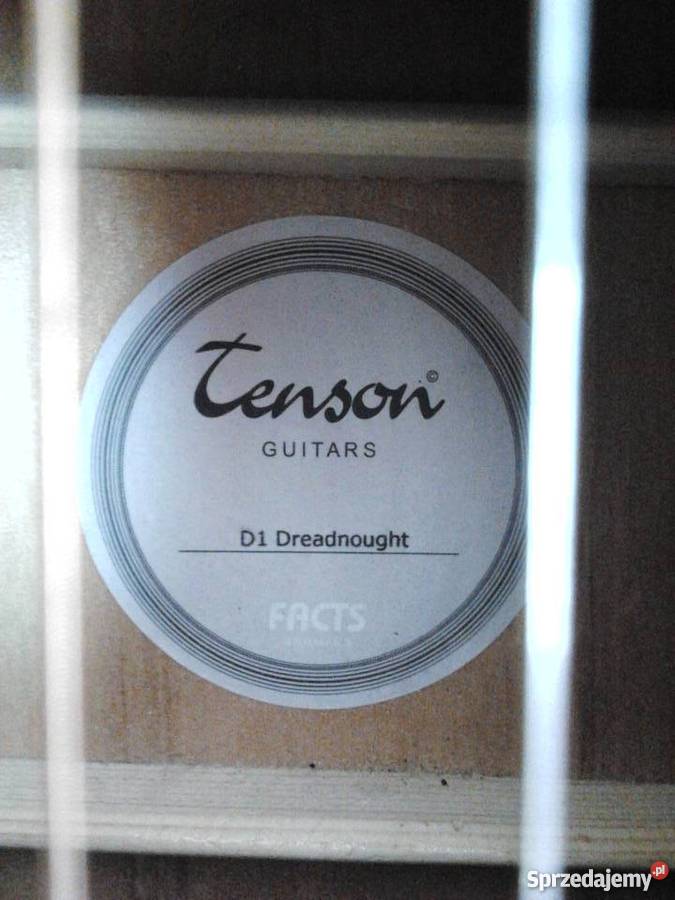 Tenson©
GUITARS
D1 Dreadnought
FACTS
Sprzedajemy.pl